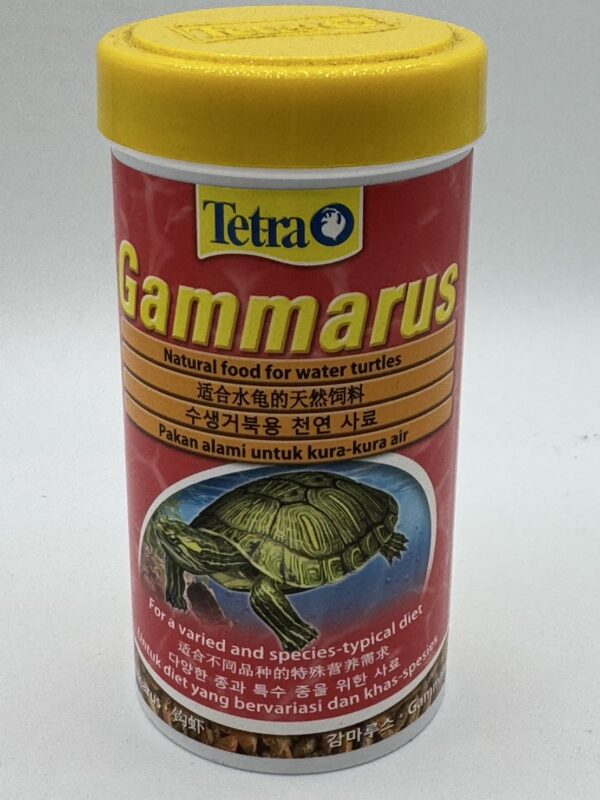 Tetra
Gammarus
Natural food for water turtles
适合水龟的天然饲料
수생거북용 천연 사료
Pakan alami untuk kura-kura air
For a varied and species-typical diet
适合不同品种的特殊营养需求
다양한 종과 특수 종을 위한 사료
Untuk diet yang bervariasi dan khas-spesies
钩虾
감마루스 ·